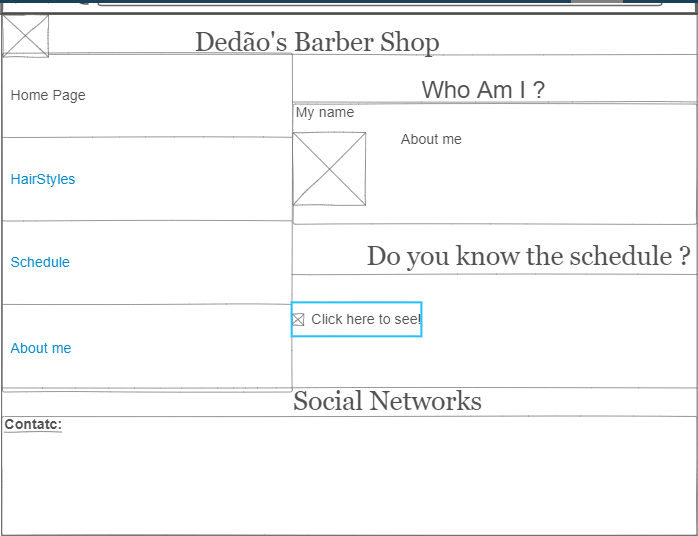 Dedão's Barber Shop
Home Page
HairStyles
Schedule
About me
Who Am I ?
My name
About me
Do you know the schedule ?
Click here to see!
Social Networks
Contatc: